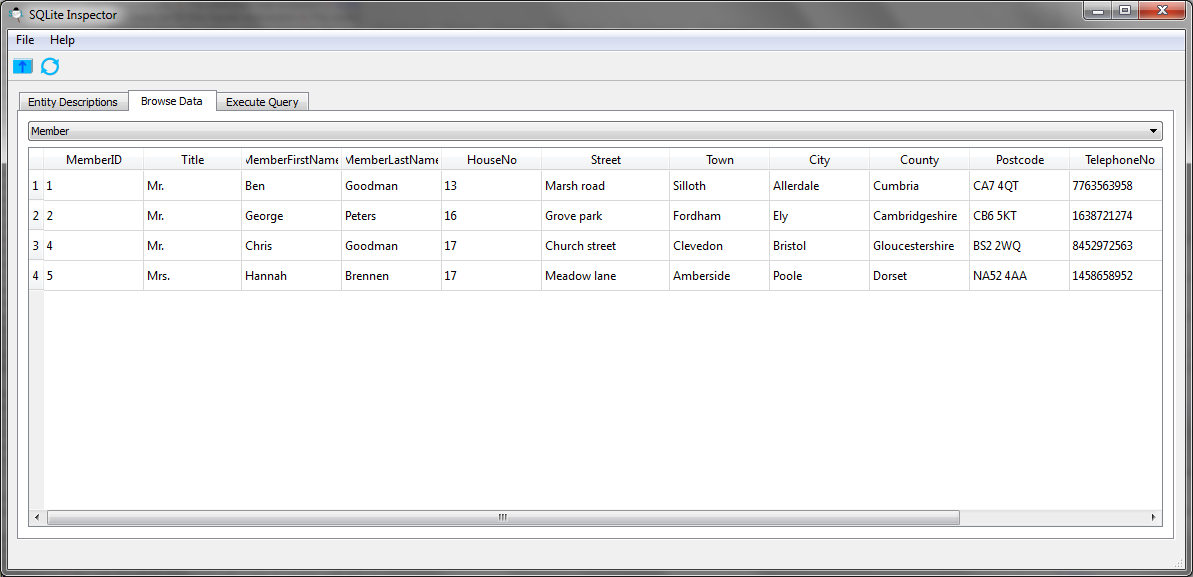 SQLite Inspector
File Help
Entity Descriptions Browse Data Execute Query
Member
MemberID Title MemberFirstName MemberLastName HouseNo Street Town City County Postcode TelephoneNo
1 1 Mr. Ben Goodman 13 Marsh road Silloth Allerdale Cumbria CA7 4QT 7763563958
2 2 Mr. George Peters 16 Grove park Fordham Ely Cambridgeshire CB6 5KT 1638721274
3 4 Mr. Chris Goodman 17 Church street Clevedon Bristol Gloucestershire BS2 2WQ 8452972563
4 5 Mrs. Hannah Brennen 17 Meadow lane Amberside Poole Dorset NA52 4AA 1458658952